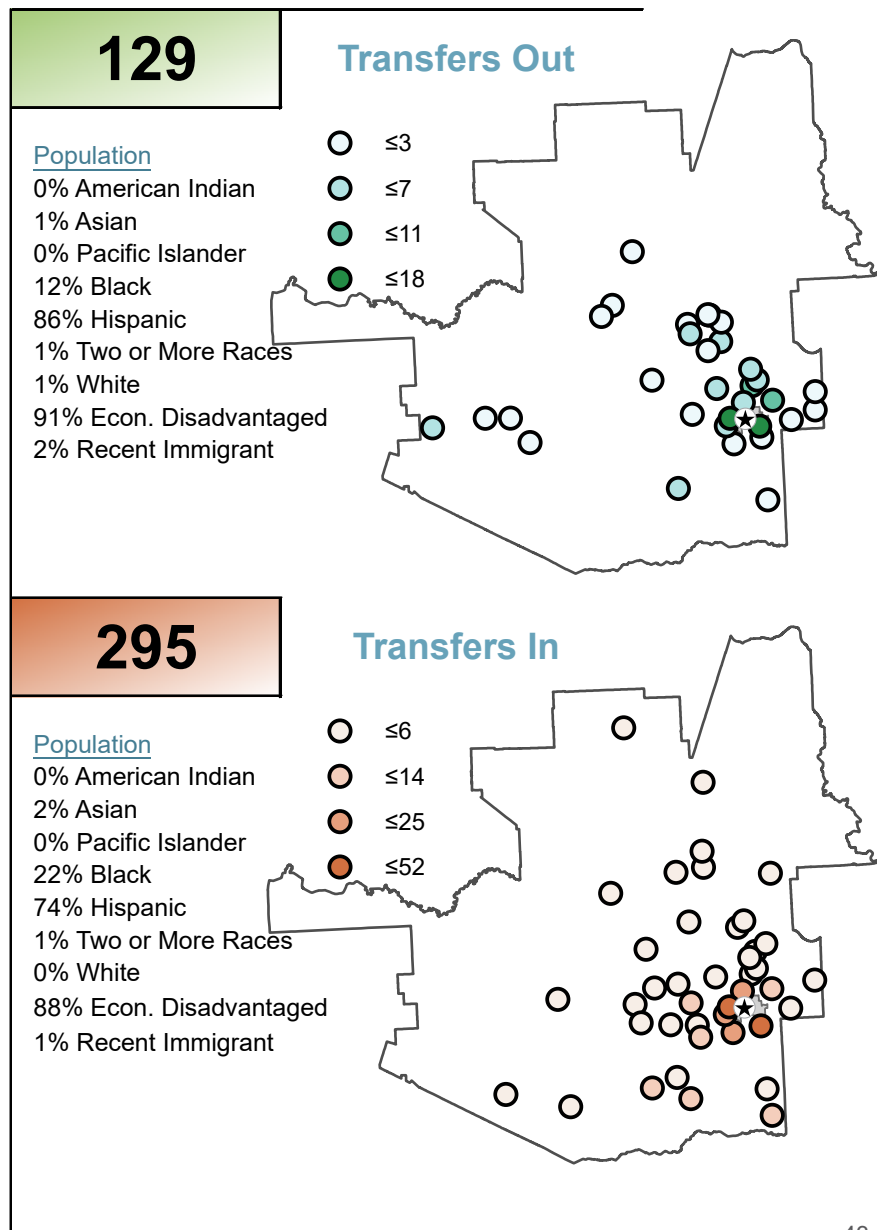 129
Transfers Out
Population
0% American Indian
1% Asian
0% Pacific Islander
12% Black
86% Hispanic
1% Two or More Races
1% White
91% Econ. Disadvantaged
2% Recent Immigrant
≤3
≤7
≤11
≤18
295
Transfers In
Population
0% American Indian
2% Asian
0% Pacific Islander
22% Black
74% Hispanic
1% Two or More Races
0% White
88% Econ. Disadvantaged
1% Recent Immigrant
≤6
≤14
≤25
≤52